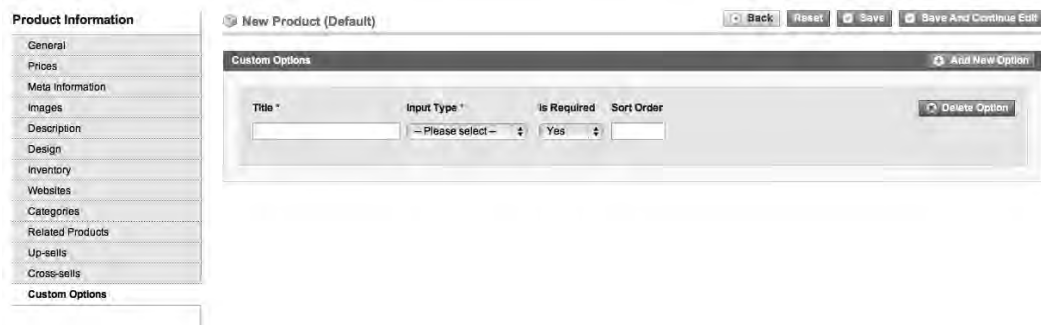 Product Information
General
Prices
Meta Information
Images
Description
Design
Inventory
Websites
Categories
Related Products
Up-sells
Cross-sells
Custom Options
New Product (Default)
Back Reset Save Save And Continue Edit
Custom Options
Add New Option
Title * Input Type * Is Required Sort Order
Delete Option
-- Please select -- Yes